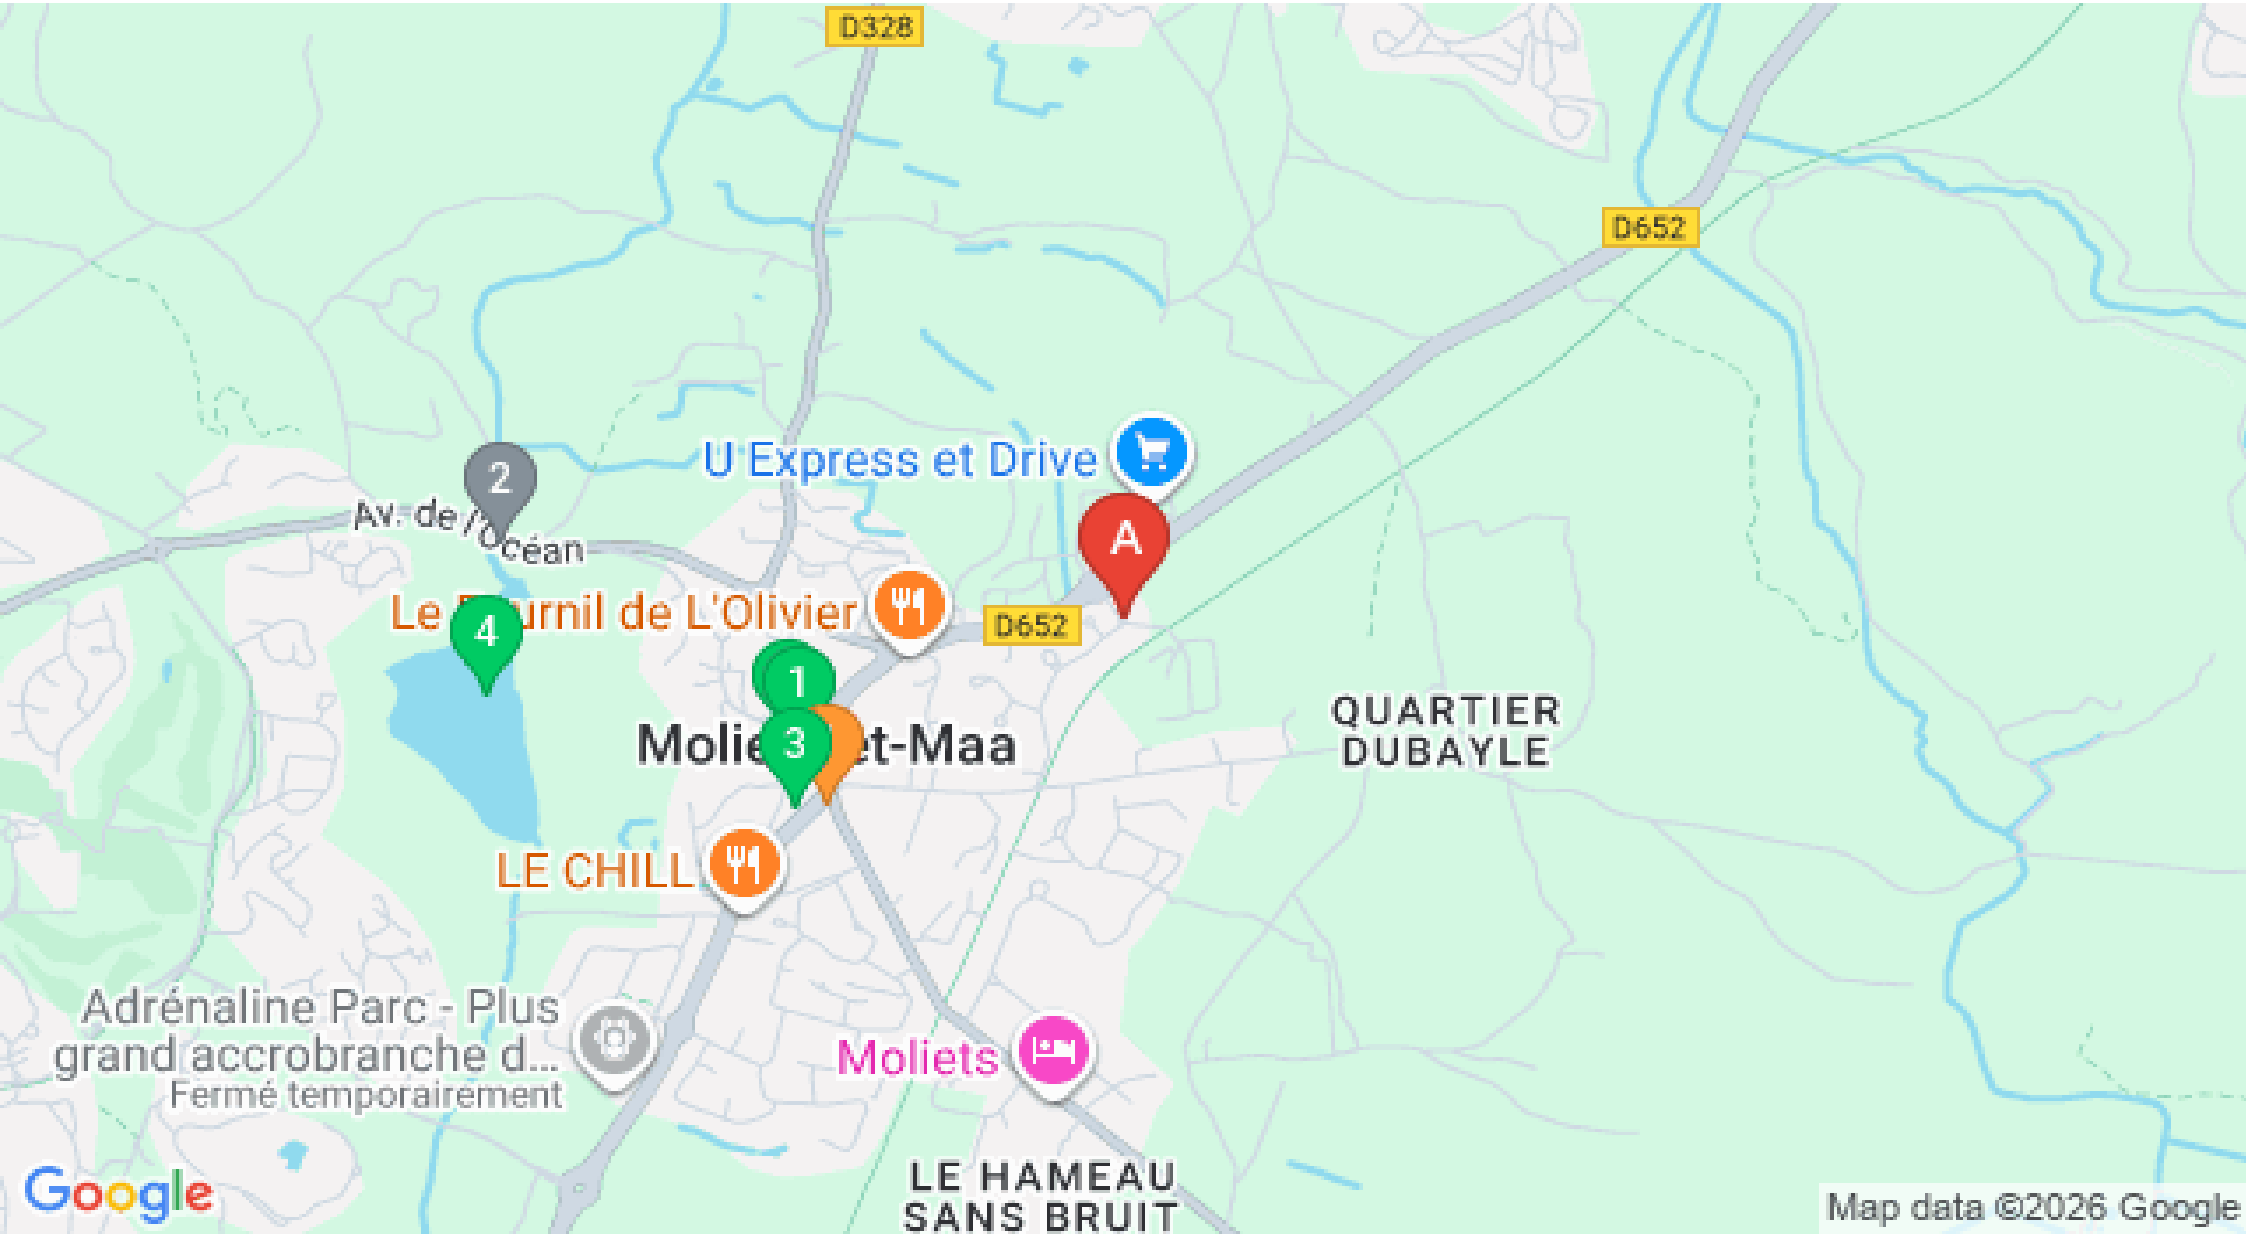 D328
D652
U Express et Drive
A
2
Av. de l'Océan
Le
urnil de L'Olivier
4
D652
1
QUARTIER
DUBAYLE
Molie
et-Maa
3
LE CHILL
Adrénaline Parc - Plus
grand accrobranche d...
Fermé temporairement
Moliets
LE HAMEAU
SANS BRUIT
Google
Map data ©2026 Google